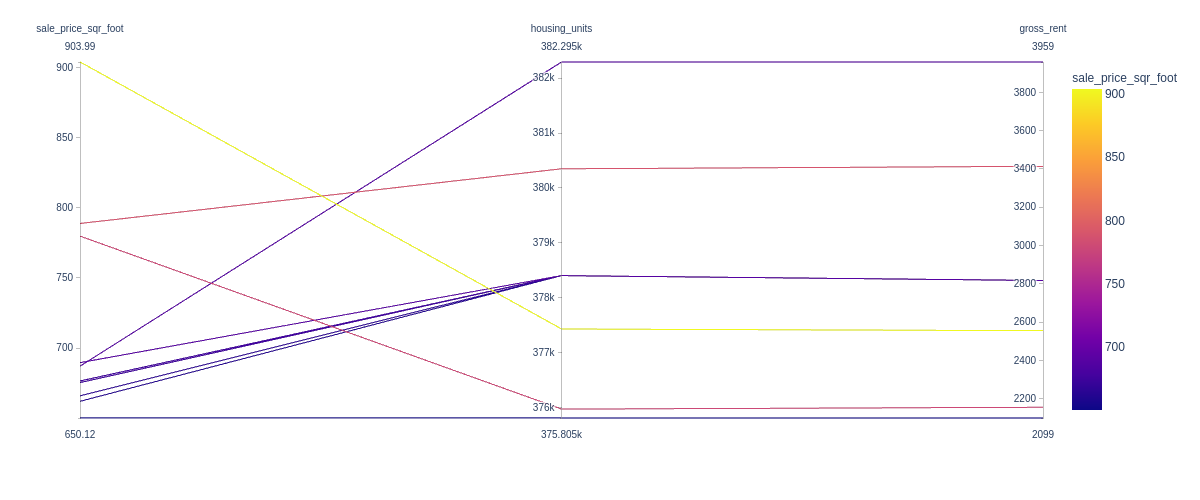 sale_price_sqr_foot
housing_units
gross_rent
903.99
382.295k
3959
900
850
800
750
700
650.12
382k
381k
380k
379k
378k
377k
376k
375.805k
3800
3600
3400
3200
3000
2800
2600
2400
2200
2099
sale_price_sqr_foot
900
850
800
750
700